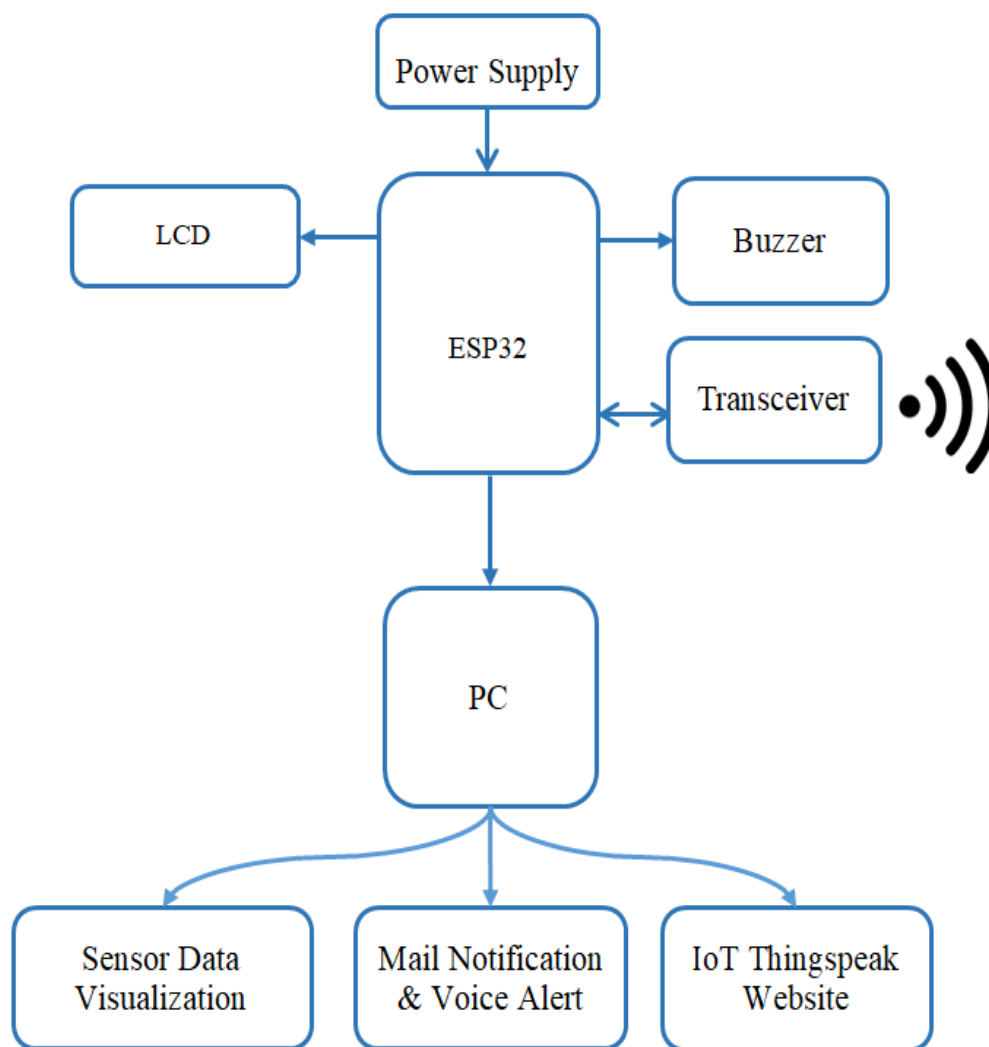 Power Supply
LCD
Buzzer
ESP32
Transceiver
PC
Sensor Data
Visualization
Mail Notification
& Voice Alert
IoT Thingspeak
Website